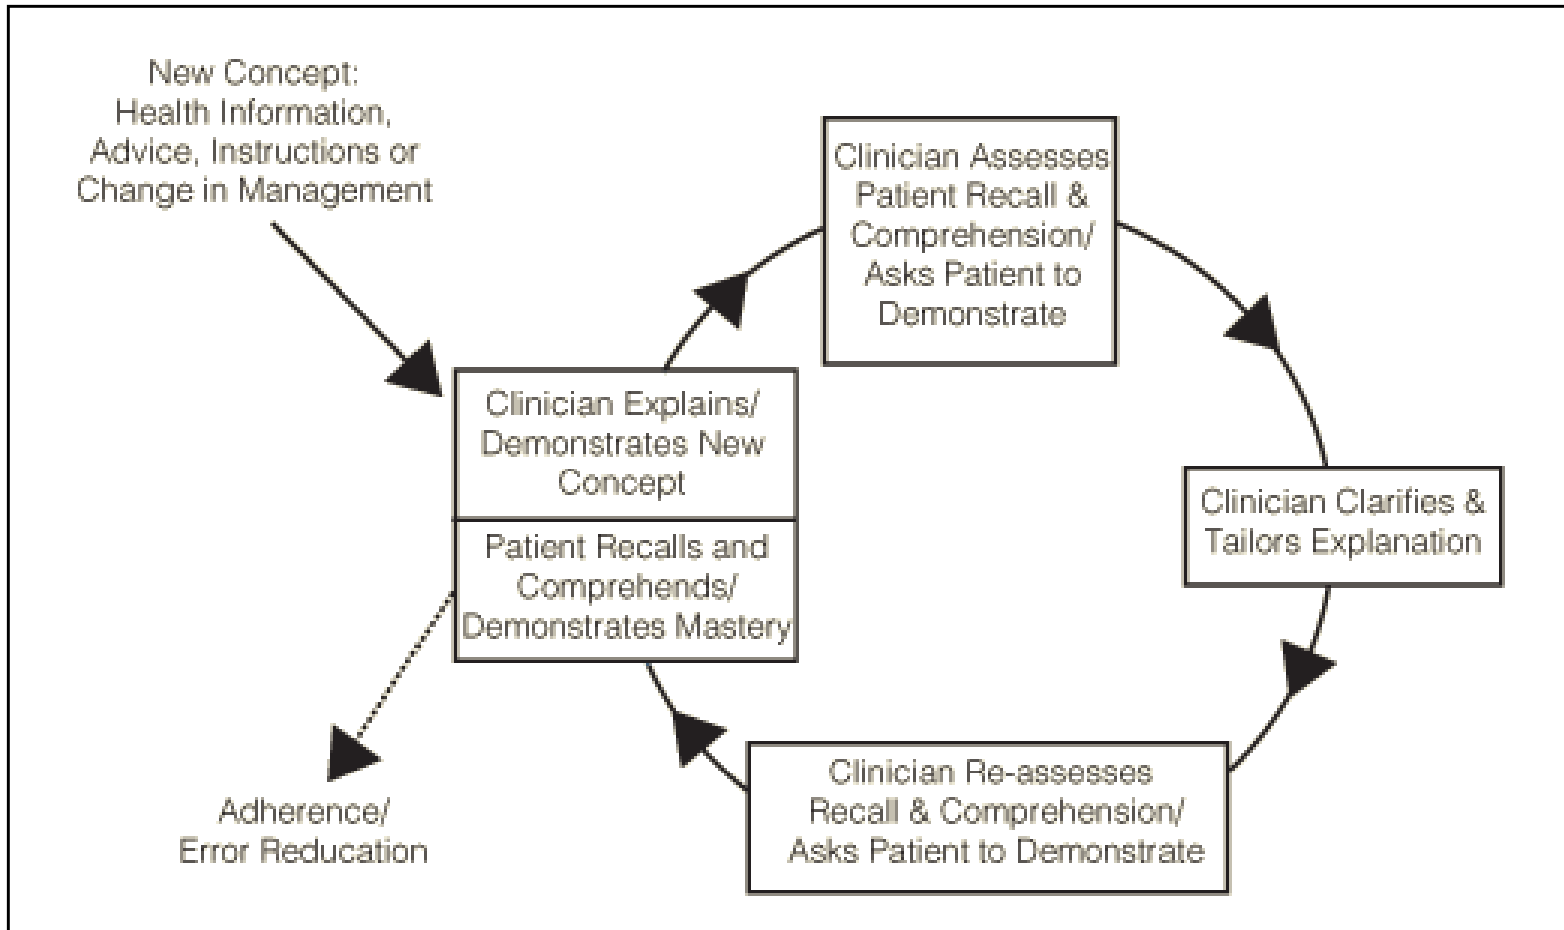 New Concept:
Health Information,
Advice, Instructions or
Change in Management
Clinician Explains/
Demonstrates New
Concept
Patient Recalls and
Comprehends/
Demonstrates Mastery
Clinician Assesses
Patient Recall &
Comprehension/
Asks Patient to
Demonstrate
Clinician Clarifies &
Tailors Explanation
Clinician Re-assesses
Recall & Comprehension/
Asks Patient to Demonstrate
Adherence/
Error Reducation